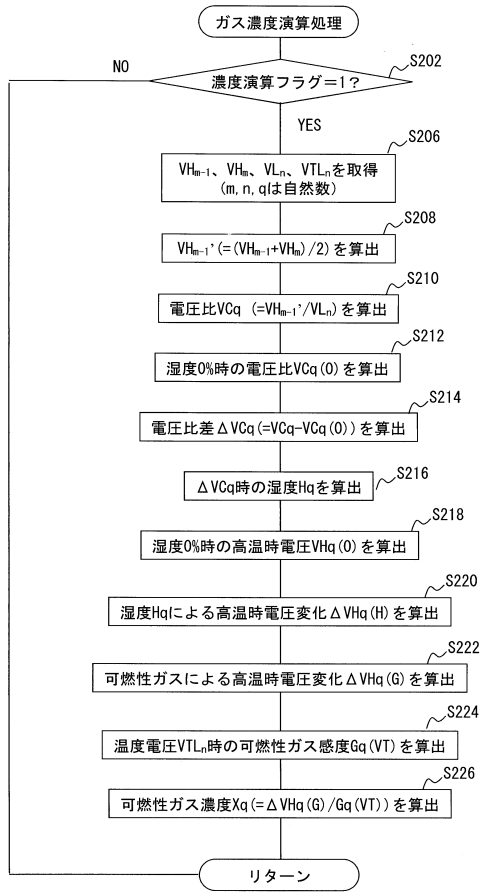 ガス濃度演算処理
S202
NO
濃度演算フラグ=1?
YES
S206
VHm-1、VHm、VLn、VTLnを取得
(m,n,qは自然数)
S208
VHm-1'(=(VHm-1+VHm)/2)を算出
S210
電圧比VCq (=VHm-1'/VLn)を算出
S212
湿度0%時の電圧比VCq(0)を算出
S214
電圧比差ΔVCq(=VCq-VCq(0))を算出
S216
ΔVCq時の湿度Hqを算出
S218
湿度0%時の高温時電圧VHq(0)を算出
S220
湿度Hqによる高温時電圧変化ΔVHq(H)を算出
S222
可燃性ガスによる高温時電圧変化ΔVHq(G)を算出
S224
温度電圧VTLn時の可燃性ガス感度Gq(VT)を算出
S226
可燃性ガス濃度Xq(=ΔVHq(G)/Gq(VT))を算出
リターン